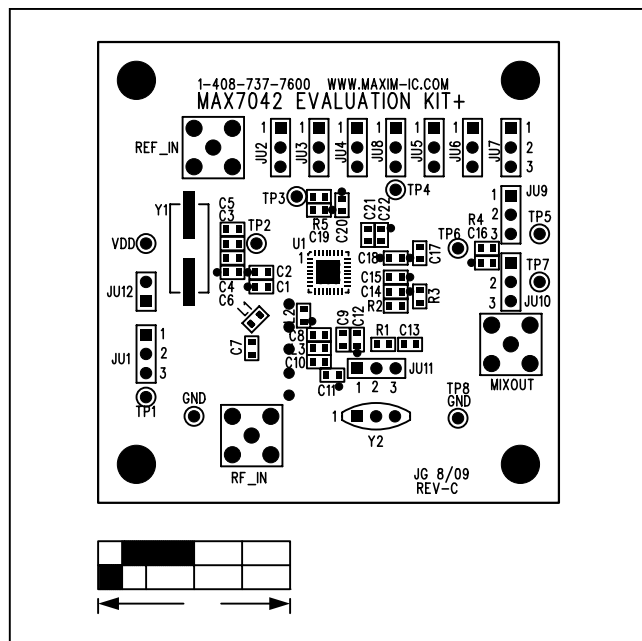 1-408-737-7600 WWW.MAXIM-IC.COM
MAX7042 EVALUATION KIT+
REF_IN
JU2 1
JU3 1
JU4 1
JU8 1
JU5 1
JU6 1
JU7 1 2 3
TP3
TP4
R5
C19
C20
C21
C22
JU9 1 2 3
TP5
TP6
R4
C16
Y1
C5
C3
TP2
VDD
U1
1
C18
C17
C4
C6
C2
C1
C15
C14
R2
R3
TP7
JU10 1 2 3
JU12
JU1 1 2 3
L1
C7
L2
C8
L3
C10
C9
C12
R1
C13
C11
JU11
1 2 3
MIXOUT
TP1
GND
RF_IN
1
Y2
TP8
GND
JG 8/09
REV-C